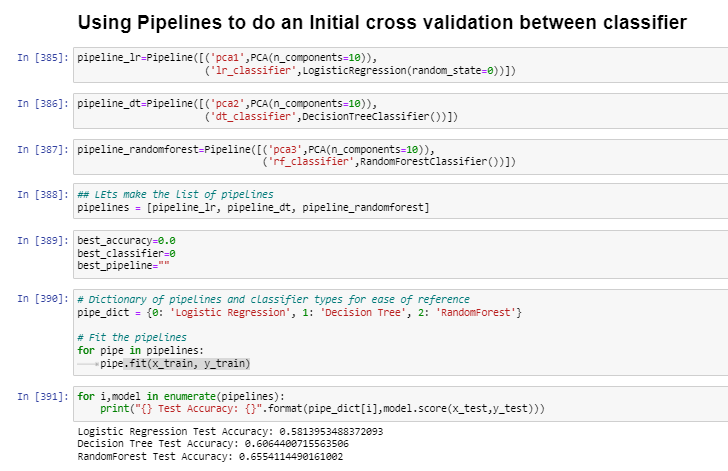 Using Pipelines to do an Initial cross validation between classifier
In [385]: pipeline_lr=Pipeline([('pca1',PCA(n_components=10)),
('lr_classifier',LogisticRegression(random_state=0))])
In [386]: pipeline_dt=Pipeline([('pca2',PCA(n_components=10)),
('dt_classifier',DecisionTreeClassifier())])
In [387]: pipeline_randomforest=Pipeline([('pca3',PCA(n_components=10)),
('rf_classifier',RandomForestClassifier())])
In [388]: ## LEts make the list of pipelines
pipelines = [pipeline_lr, pipeline_dt, pipeline_randomforest]
In [389]: best_accuracy=0.0
best_classifier=0
best_pipeline=""
In [390]: # Dictionary of pipelines and classifier types for ease of reference
pipe_dict = {0: 'Logistic Regression', 1: 'Decision Tree', 2: 'RandomForest'}
# Fit the pipelines
for pipe in pipelines:
pipe.fit(x_train, y_train)
In [391]: for i,model in enumerate(pipelines):
print("{} Test Accuracy: {}".format(pipe_dict[i],model.score(x_test,y_test)))
Logistic Regression Test Accuracy: 0.5813953488372093
Decision Tree Test Accuracy: 0.6064400715563506
RandomForest Test Accuracy: 0.6554114490161002